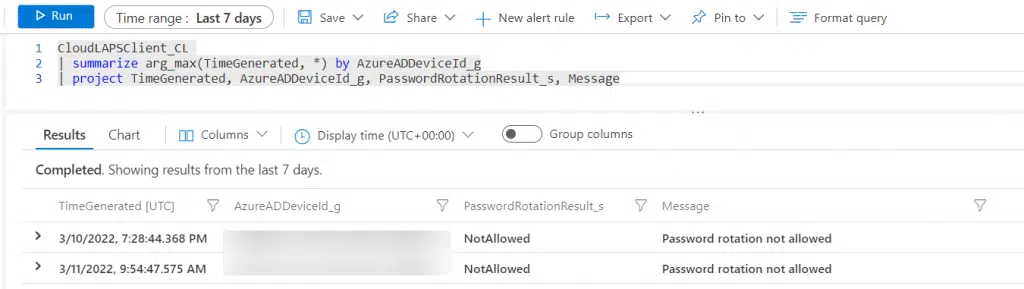 Run Time range : Last 7 days Save Share New alert rule Export Pin to Format query
1 CloudLAPSClient_CL
2 | summarize arg_max(TimeGenerated, *) by AzureADDeviceId_g
3 | project TimeGenerated, AzureADDeviceId_g, PasswordRotationResult_s, Message
Results Chart Columns Display time (UTC+00:00) Group columns
Completed. Showing results from the last 7 days.
TimeGenerated [UTC] AzureADDeviceId_g PasswordRotationResult_s Message
3/10/2022, 7:28:44.368 PM NotAllowed Password rotation not allowed
3/11/2022, 9:54:47.575 AM NotAllowed Password rotation not allowed